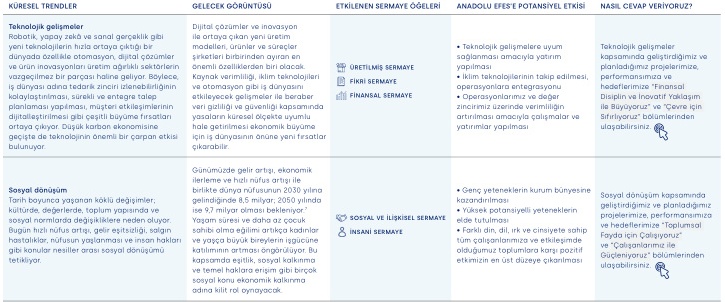 KÜRESEL TRENDLER
GELECEK GÖRÜNTÜSÜ
ETKİLENEN SERMAYE ÖĞELERİ
ANADOLU EFES'E POTANSİYEL ETKİSİ
NASIL CEVAP VERİYORUZ?
Teknolojik gelişmeler
Robotik, yapay zekâ ve sanal gerçeklik gibi
yeni teknolojilerin hızla ortaya çıktığı bir
dünyada özellikle otomasyon, dijital çözümler
ve ürün inovasyonları üretim ağırlıklı sektörlerin
vazgeçilmez bir parçası haline geliyor. Böylece,
iş dünyası adına tedarik zinciri izlenebilirliğinin
kolaylaştırılması, sürekli ve entegre talep
planlaması yapılması, müşteri etkileşimlerinin
dijitalleştirilmesi gibi çeşitli büyüme fırsatları
ortaya çıkıyor. Düşük karbon ekonomisine
geçişte de teknolojinin önemli bir çarpan etkisi
bulunuyor.
Dijital çözümler ve inovasyon
ile ortaya çıkan yeni üretim
modelleri, ürünler ve süreçler
şirketleri birbirinden ayıran en
önemli özelliklerden biri olacak.
Kaynak verimliliği, iklim teknolojileri
ve otomasyon gibi iş dünyasını
etkileyecek gelişmeler ile beraber
veri gizliliği ve güvenliği kapsamında
yasaların küresel ölçekte uyumlu
hale getirilmesi ekonomik büyüme
için iş dünyasının önüne yeni fırsatlar
çıkarabilir.
ÜRETİLMİŞ SERMAYE
FİKRİ SERMAYE
FİNANSAL SERMAYE
• Teknolojik gelişmelere uyum
sağlanması amacıyla yatırım
yapılması
• İklim teknolojilerinin takip edilmesi,
operasyonlara entegrasyonu
• Operasyonlarımız ve değer
zincirimiz üzerinde verimliliğin
artırılması amacıyla çalışmalar ve
yatırımlar yapılması
Teknolojik gelişmeler
kapsamında geliştirdiğimiz ve
planladığımız projelerimize,
performansımıza ve
hedeflerimize "Finansal
Disiplin ve İnovatif Yaklaşım
ile Büyüyoruz" ve "Çevre için
Sıfırlıyoruz" bölümlerinden
ulaşabilirsiniz.
Sosyal dönüşüm
Tarih boyunca yaşanan köklü değişimler;
kültürde, değerlerde, toplum yapısında ve
sosyal normlarda değişikliklere neden oluyor.
Bugün hızlı nüfus artışı, gelir eşitsizliği, salgın
hastalıklar, nüfusun yaşlanması ve insan hakları
gibi konular nesiller arası sosyal dönüşümü
tetikliyor.
Günümüzde gelir artışı, ekonomik
ilerleme ve hızlı nüfus artışı ile
birlikte dünya nüfusunun 2030 yılına
gelindiğinde 8,5 milyar; 2050 yılında
ise 9,7 milyar olması bekleniyor.
Yaşam süresi ve daha az çocuk
sahibi olma eğilimi artıkça kadınlar
ve yaşça büyük bireylerin işgücüne
katılımının artması öngörülüyor. Bu
kapsamda eşitlik, sosyal kalkınma
ve temel haklara erişim gibi birçok
sosyal konu ekonomik kalkınma
adına kilit rol oynayacak.
SOSYAL VE İLİŞKİSEL SERMAYE
İNSANİ SERMAYE
• Genç yeteneklerin kurum bünyesine
kazandırılması
• Yüksek potansiyelli yeteneklerin
elde tutulması
• Farklı din, dil, ırk ve cinsiyete sahip
tüm çalışanlarımıza ve etkileşimde
olduğumuz toplumlara karşı pozitif
etkimizin en üst düzeye çıkarılması
Sosyal dönüşüm kapsamında
geliştirdiğimiz ve planladığımız
projelerimize, performansımıza
ve hedeflerimize "Toplumsal
Fayda için Çalışıyoruz"
ve "Çalışanlarımız ile
Güçleniyoruz" bölümlerinden
ulaşabilirsiniz.